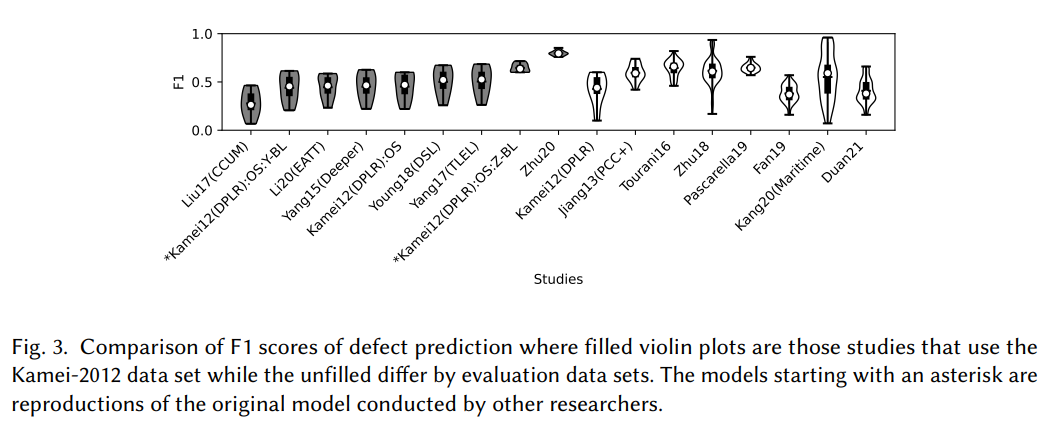 1.0
0.5
0.0
F1
Liu17(CCUM)
*Kamei12(DPLR):OS:Y-BL
Li20(EATT)
Yang15(Deeper)
Kamei12(DPLR):OS
Young18(DSL)
Yang17(TLEL)
*Kamei12(DPLR):OS:Z-BL
Zhu20
Kamei12(DPLR)
Jiang13(PCC+)
Tourani16
Zhu18
Pascarella19
Fan19
Kang20(Maritime)
Duan21
Studies
Fig. 3. Comparison of F1 scores of defect prediction where filled violin plots are those studies that use the
Kamei-2012 data set while the unfilled differ by evaluation data sets. The models starting with an asterisk are
reproductions of the original model conducted by other researchers.